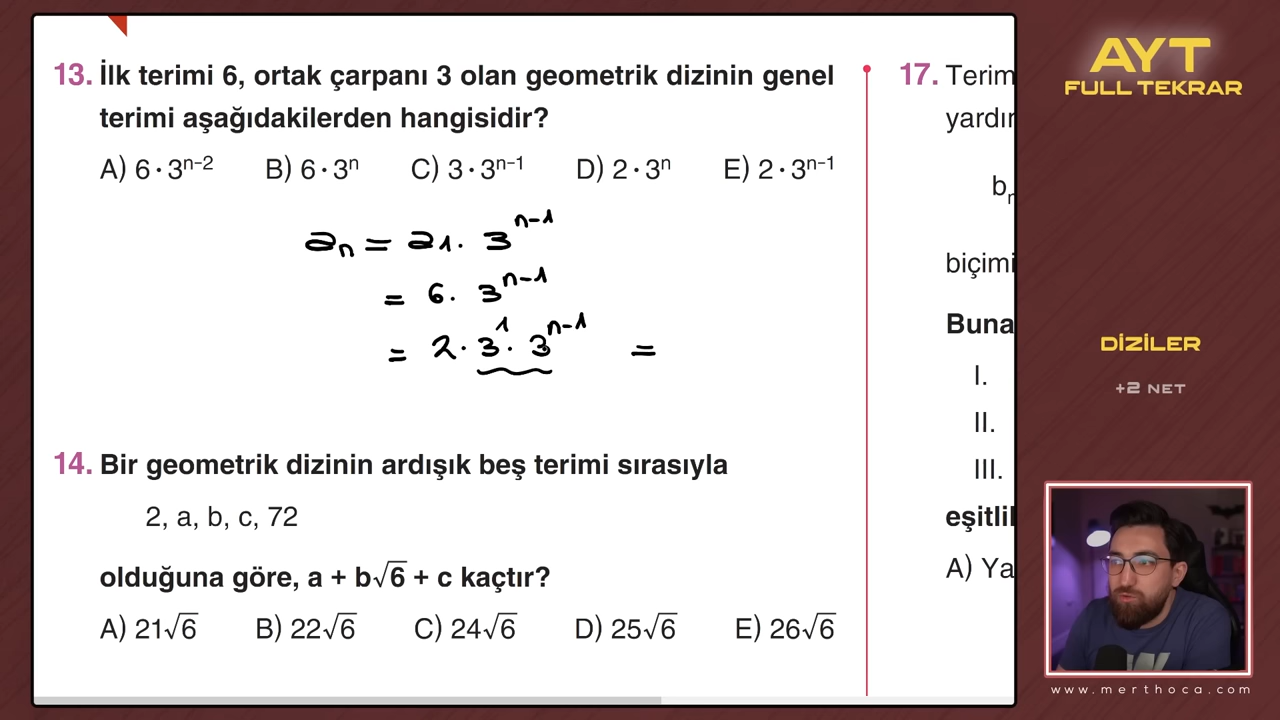 13. İlk terimi 6, ortak çarpanı 3 olan geometrik dizinin genel
terimi aşağıdakilerden hangisidir?
A) 6 · 3ⁿ⁻² B) 6 · 3ⁿ C) 3 · 3ⁿ⁻¹ D) 2 · 3ⁿ E) 2 · 3ⁿ⁻¹
aₙ = a₁ · 3ⁿ⁻¹
= 6 · 3ⁿ⁻¹
= 2 · 3¹ · 3ⁿ⁻¹ =
14. Bir geometrik dizinin ardışık beş terimi sırasıyla
2, a, b, c, 72
olduğuna göre, a + b√6 + c kaçtır?
A) 21√6 B) 22√6 C) 24√6 D) 25√6 E) 26√6
17. Terim
yardır
bₙ
biçimi
Buna
I.
II.
III.
eşitlil
A) Ya
AYT
FULL TEKRAR
DİZİLER
+2 NET
www.merthoca.com